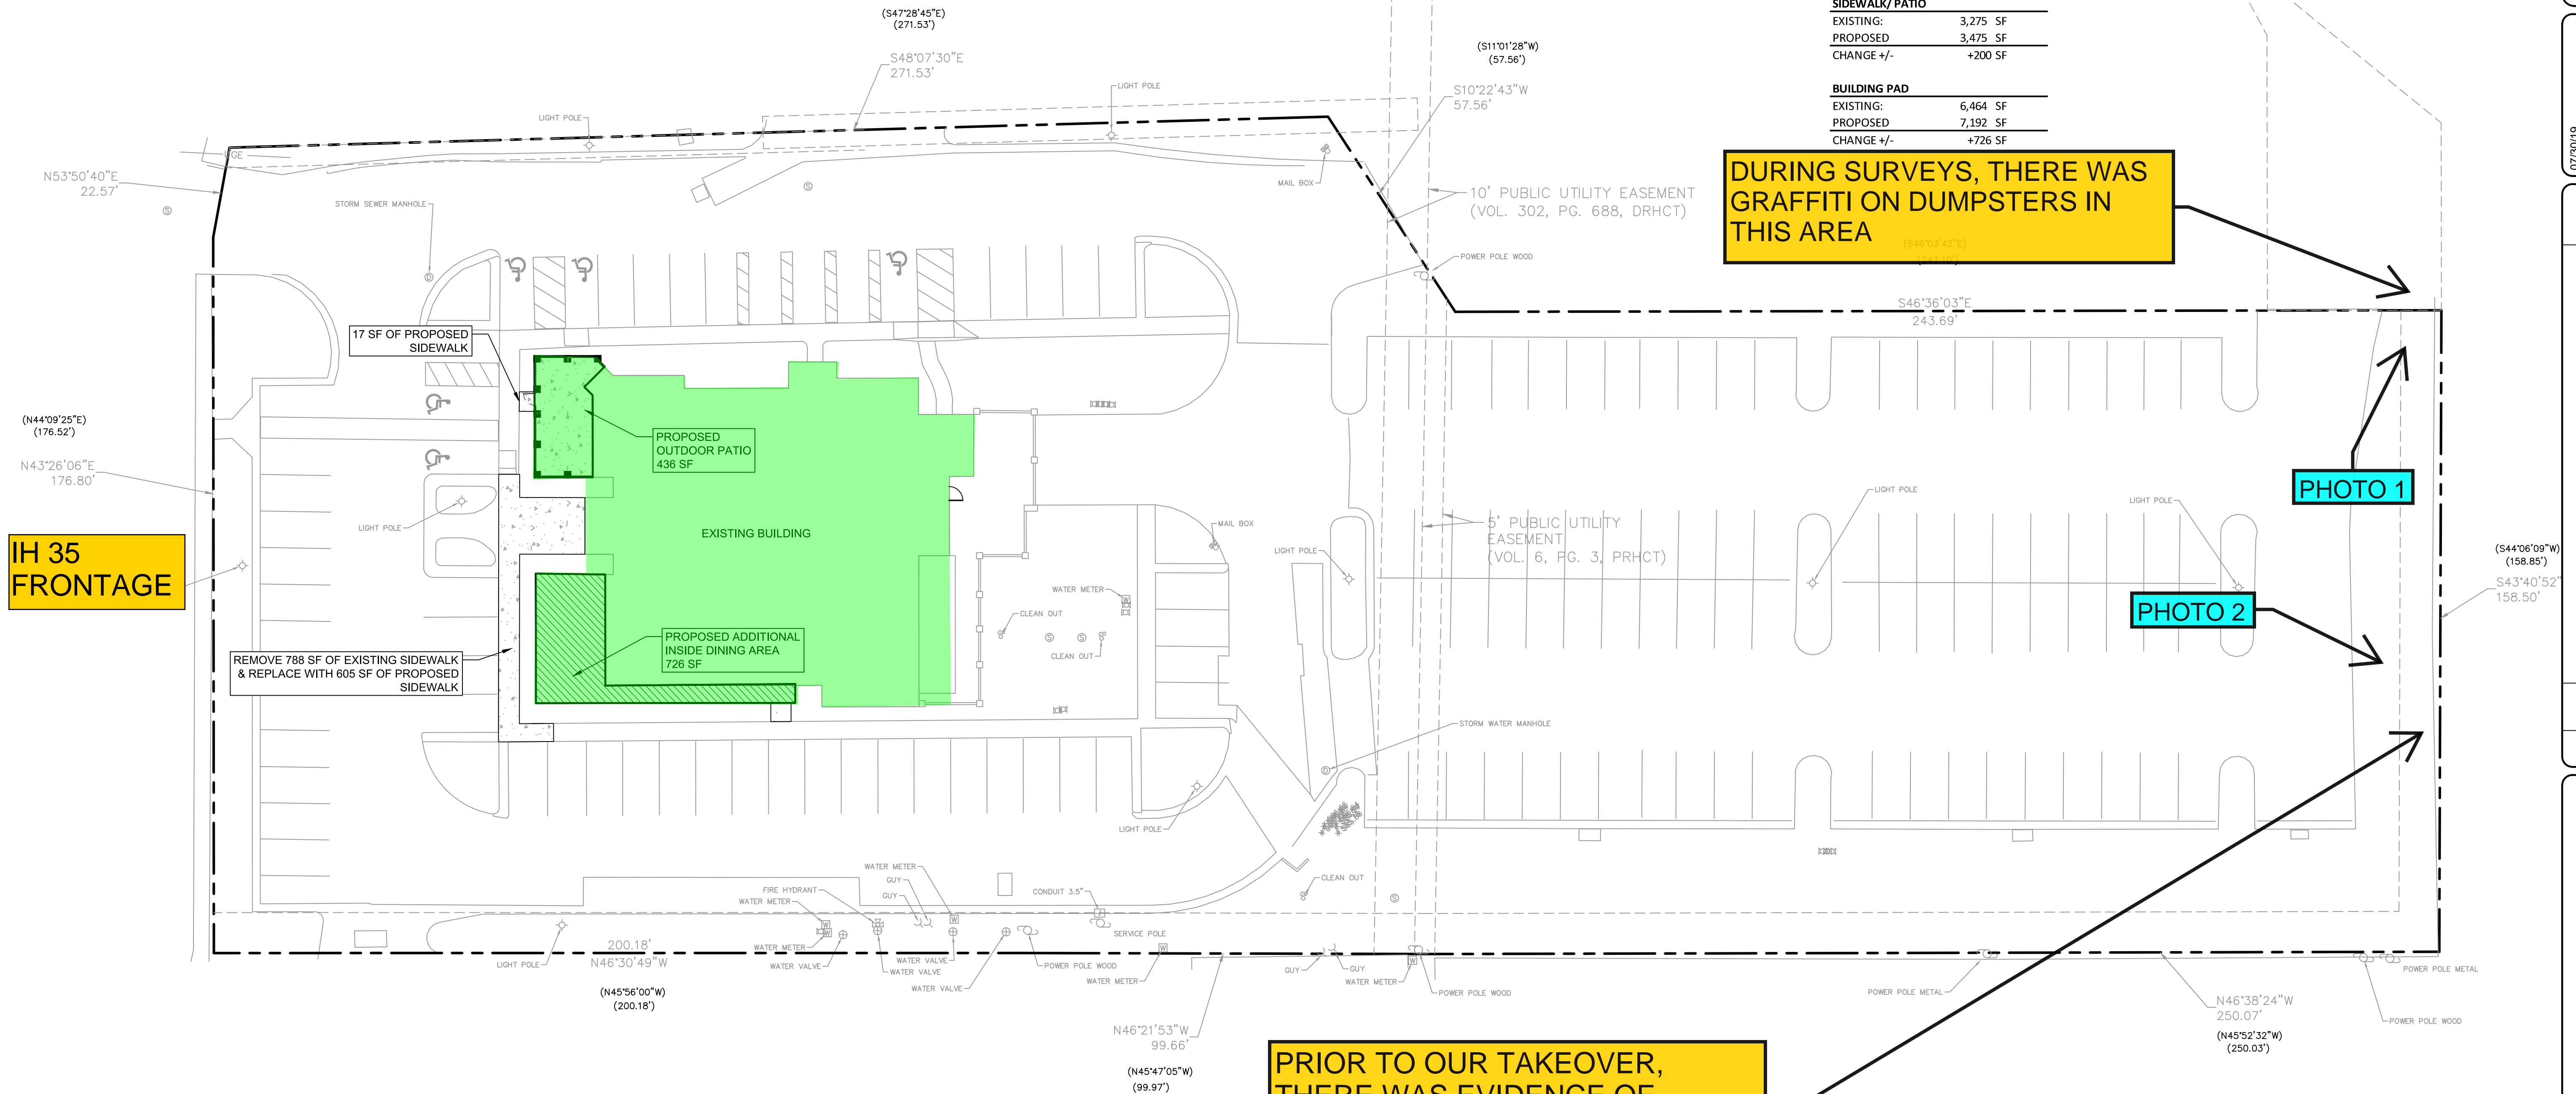 (S47°28'45"E)
(271.53')
S48°07'30"E
271.53'
(S11°01'28"W)
(57.56')
S10°22'43"W
57.56'
SIDEWALK/ PATIO
EXISTING: 3,275 SF
PROPOSED 3,475 SF
CHANGE +/- +200 SF
BUILDING PAD
EXISTING: 6,464 SF
PROPOSED 7,192 SF
CHANGE +/- +726 SF
07/30/19
DURING SURVEYS, THERE WAS
GRAFFITI ON DUMPSTERS IN
THIS AREA
(S46°03'42"E)
LIGHT POLE
LIGHT POLE
UGE
N53°50'40"E
22.57'
STORM SEWER MANHOLE
S
S
D
MAIL BOX
10' PUBLIC UTILITY EASEMENT
(VOL. 302, PG. 688, DRHCT)
POWER POLE WOOD
S46°36'03"E
243.69'
17 SF OF PROPOSED
SIDEWALK
(N44°09'25"E)
(176.52')
N43°26'06"E
176.80'
PROPOSED
OUTDOOR PATIO
436 SF
LIGHT POLE
EXISTING BUILDING
MAIL BOX
LIGHT POLE
5' PUBLIC UTILITY
EASEMENT
(VOL. 6, PG. 3, PRHCT)
LIGHT POLE
LIGHT POLE
PHOTO 1
IH 35
FRONTAGE
PHOTO 2
(S44°06'09"W)
(158.85')
S43°40'52"
158.50'
WATER METER
W
CLEAN OUT
S
S
CLEAN OUT
PROPOSED ADDITIONAL
INSIDE DINING AREA
726 SF
REMOVE 788 SF OF EXISTING SIDEWALK
& REPLACE WITH 605 SF OF PROPOSED
SIDEWALK
STORM WATER MANHOLE
D
LIGHT POLE
WATER METER
GUY
GUY
FIRE HYDRANT
WATER METER
CONDUIT 3.5"
CLEAN OUT
S
W
W
W
SERVICE POLE
200.18'
N46°30'49"W
LIGHT POLE
WATER METER
WATER VALVE
WATER VALVE
WATER VALVE
WATER VALVE
POWER POLE WOOD
WATER METER
W
GUY
GUY
WATER METER
W
POWER POLE WOOD
POWER POLE METAL
POWER POLE METAL
POWER POLE WOOD
(N45°56'00"W)
(200.18')
N46°21'53"W
99.66'
(N45°47'05"W)
(99.97')
N46°38'24"W
250.07'
(N45°52'32"W)
(250.03')
PRIOR TO OUR TAKEOVER,
THERE WAS EVIDENCE OF